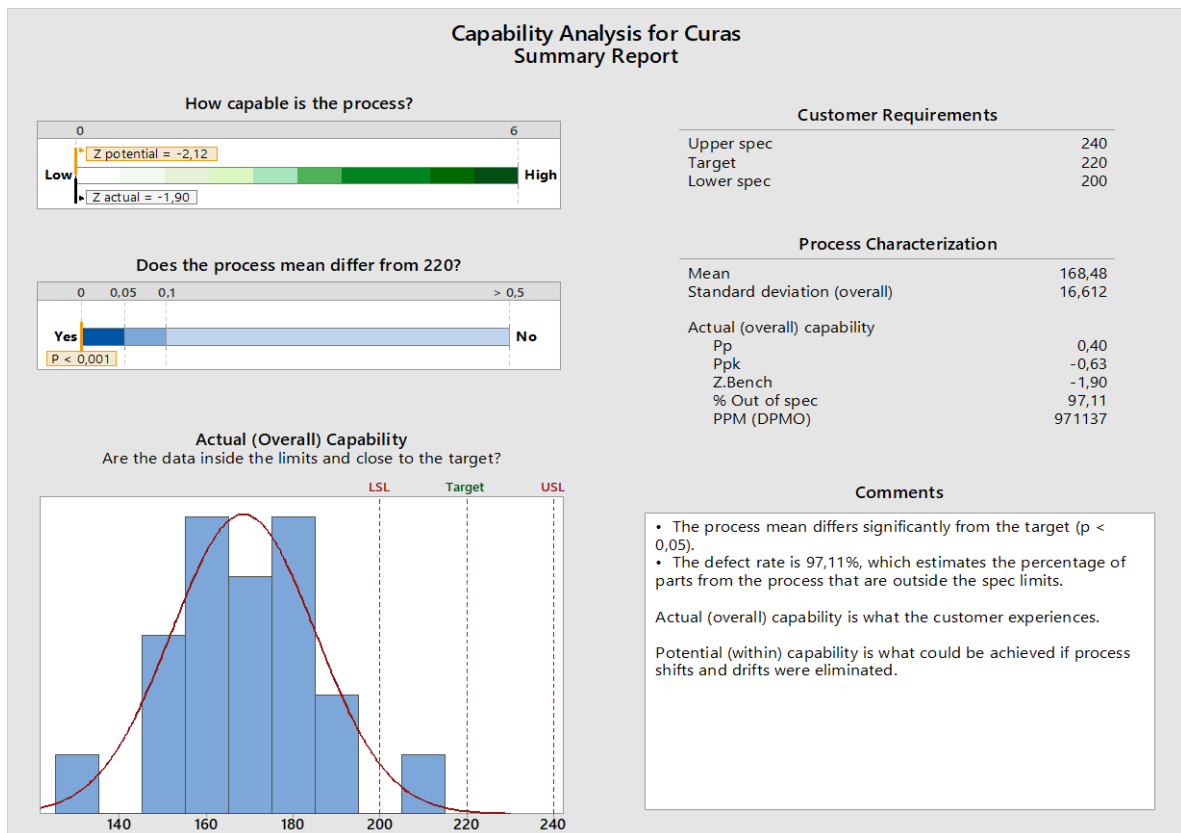 Capability Analysis for Curas
Summary Report
How capable is the process?
0 6
Z potential = -2,12
Low High
Z actual = -1,90
Does the process mean differ from 220?
0 0,05 0,1 > 0,5
Yes No
P < 0,001
Actual (Overall) Capability
Are the data inside the limits and close to the target?
LSL Target USL
140 160 180 200 220 240
Customer Requirements
Upper spec 240
Target 220
Lower spec 200
Process Characterization
Mean 168,48
Standard deviation (overall) 16,612
Actual (overall) capability
Pp 0,40
Ppk -0,63
Z.Bench -1,90
% Out of spec 97,11
PPM (DPMO) 971137
Comments
• The process mean differs significantly from the target (p <
0,05).
• The defect rate is 97,11%, which estimates the percentage of
parts from the process that are outside the spec limits.
Actual (overall) capability is what the customer experiences.
Potential (within) capability is what could be achieved if process
shifts and drifts were eliminated.